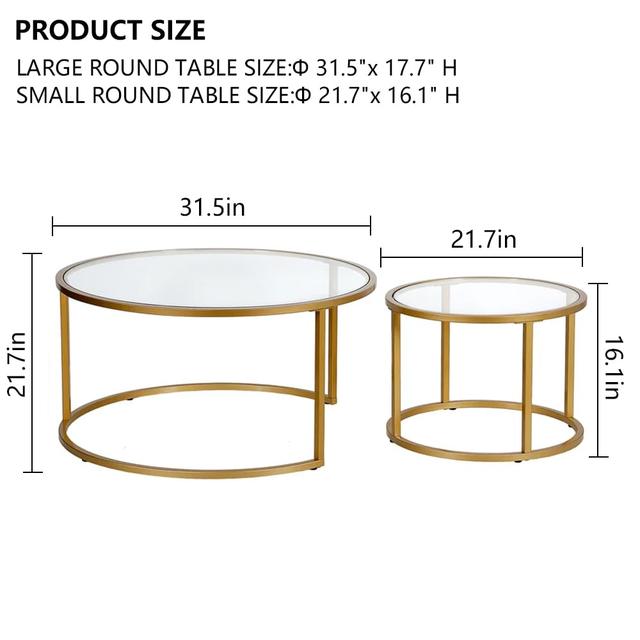 PRODUCT SIZE
LARGE ROUND TABLE SIZE:Φ 31.5"x 17.7" H
SMALL ROUND TABLE SIZE:Φ 21.7"x 16.1" H
31.5in
21.7in
21.7in
16.1in